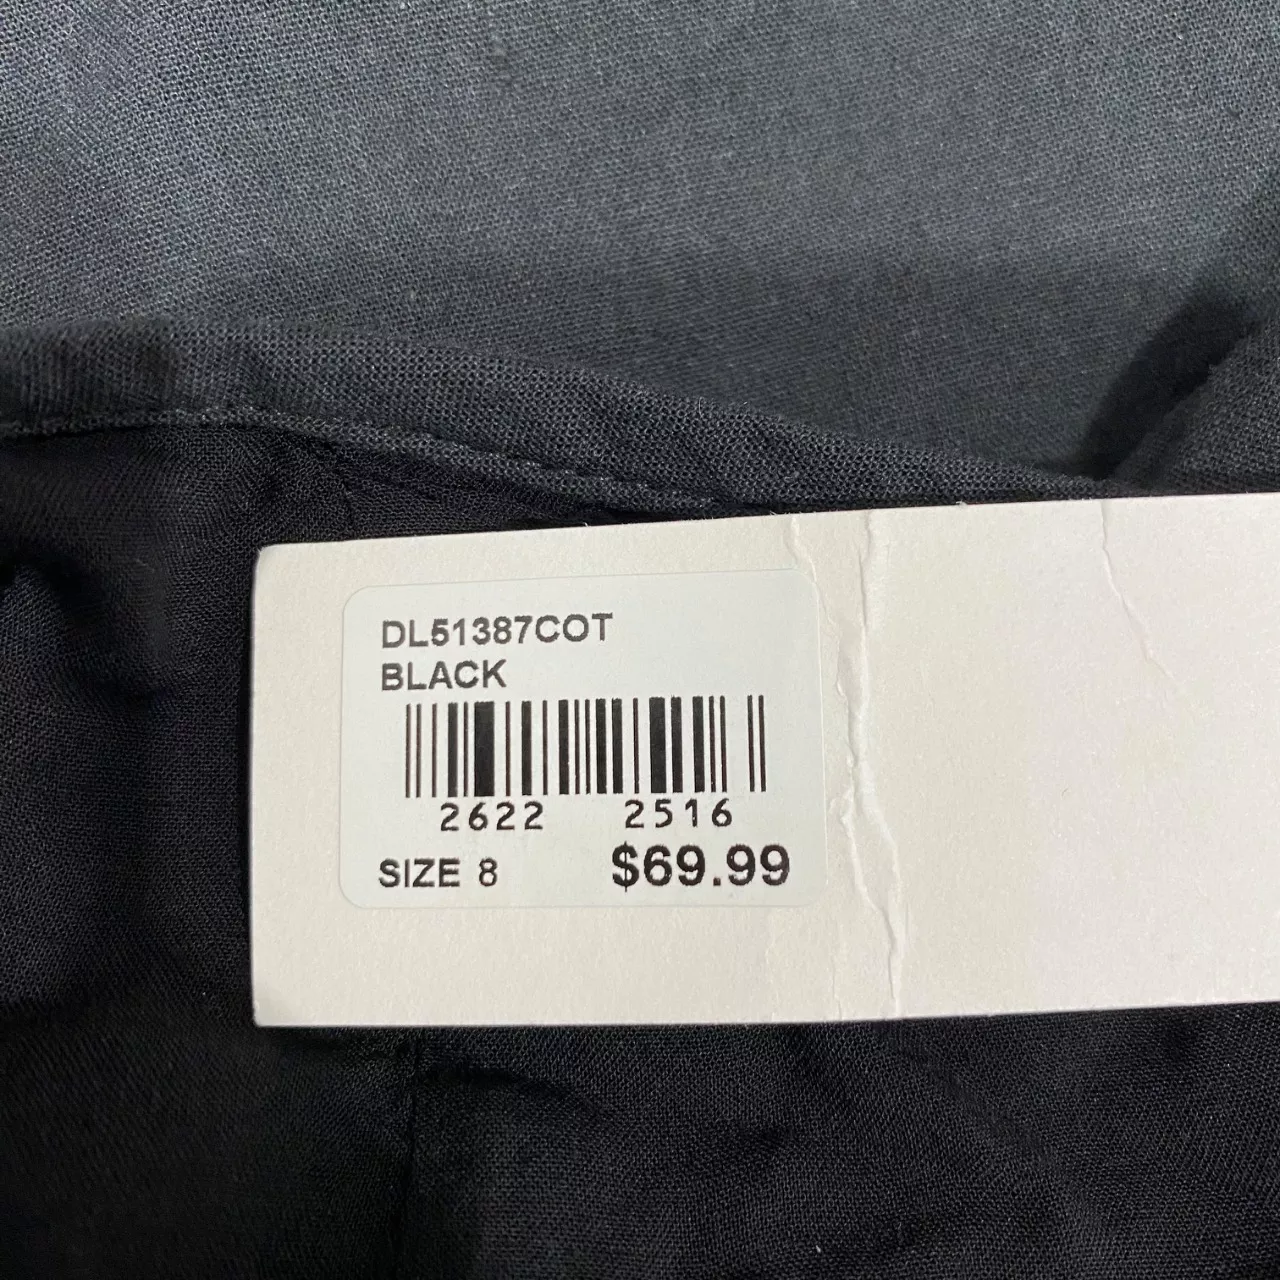 DL51387COT
BLACK
2622 2516
SIZE 8 $69.99